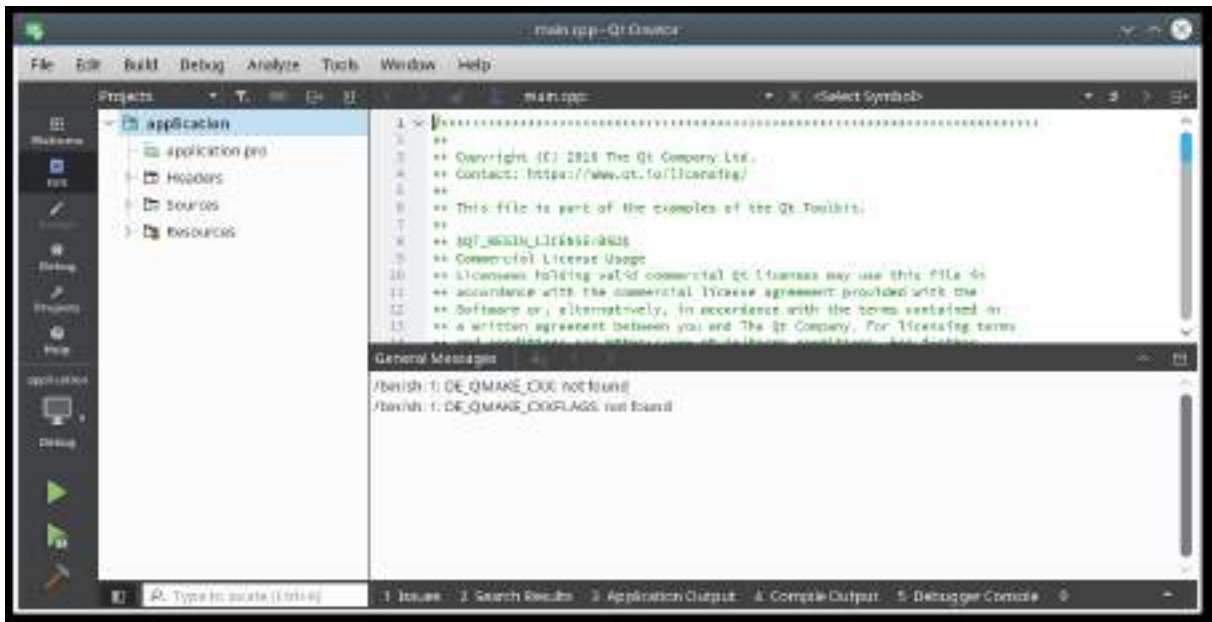 main.cpp - Qt Creator
File Edit Build Debug Analyze Tools Window Help
Projects
main.cpp
<Select Symbol>
Welcome
Edit
Debug
Projects
Help
application
Debug
application
application.pro
Headers
Sources
Resources
1
2 **
3 ** Copyright (C) 2016 The Qt Company Ltd.
4 ** Contact: https://www.qt.io/licensing/
5 **
6 ** This file is part of the examples of the Qt Toolkit.
7 **
8 ** $QT_BEGIN_LICENSE:BSD$
9 ** Commercial License Usage
10 ** Licensees holding valid commercial Qt licenses may use this file in
11 ** accordance with the commercial license agreement provided with the
12 ** Software or, alternatively, in accordance with the terms contained in
13 ** a written agreement between you and The Qt Company. For licensing terms
General Messages
/bin/sh: 1: DE_QMAKE_CXX: not found
/bin/sh: 1: DE_QMAKE_CXXFLAGS: not found
Type to locate (Ctrl+K)
1 Issues 2 Search Results 3 Application Output 4 Compile Output 5 Debugger Console